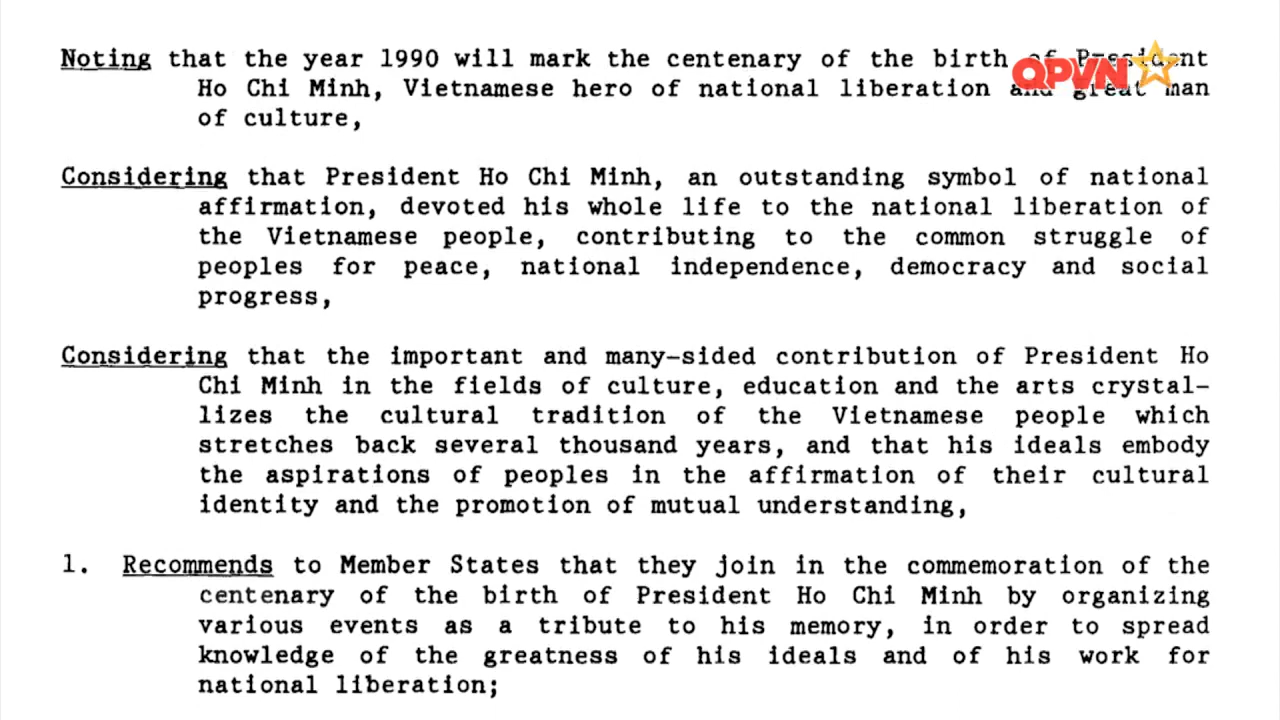 Noting that the year 1990 will mark the centenary of the birth of President
Ho Chi Minh, Vietnamese hero of national liberation and great man
of culture,
Considering that President Ho Chi Minh, an outstanding symbol of national
affirmation, devoted his whole life to the national liberation of
the Vietnamese people, contributing to the common struggle of
peoples for peace, national independence, democracy and social
progress,
Considering that the important and many-sided contribution of President Ho
Chi Minh in the fields of culture, education and the arts crystal-
lizes the cultural tradition of the Vietnamese people which
stretches back several thousand years, and that his ideals embody
the aspirations of peoples in the affirmation of their cultural
identity and the promotion of mutual understanding,
1. Recommends to Member States that they join in the commemoration of the
centenary of the birth of President Ho Chi Minh by organizing
various events as a tribute to his memory, in order to spread
knowledge of the greatness of his ideals and of his work for
national liberation;
QPVN